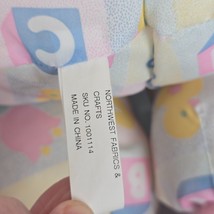 NORTHWEST FABRICS &
CRAFTS
SKU NO. 1001114
MADE IN CHINA
C